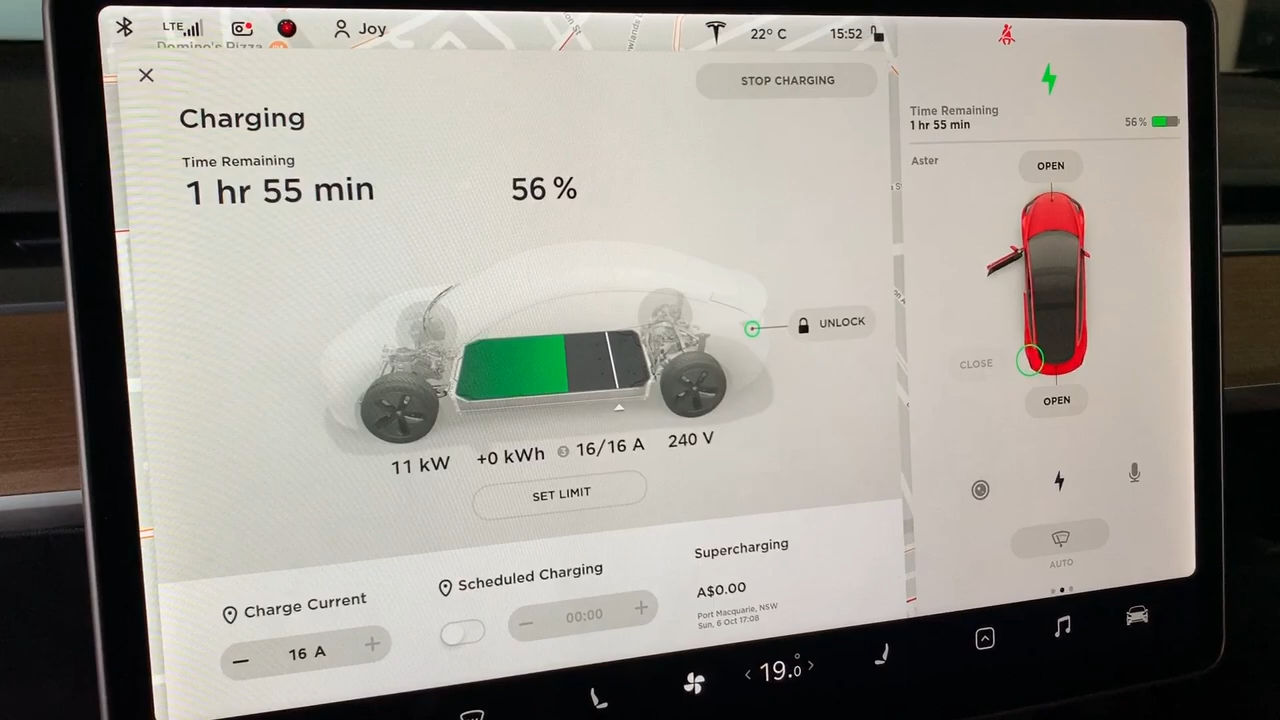 LTE
Joy
22° C
15:52
Domino's Pizza
STOP CHARGING
Charging
Time Remaining
1 hr 55 min
56 %
UNLOCK
11 kW
+0 kWh
3
16/16 A
240 V
SET LIMIT
Charge Current
16 A
Scheduled Charging
00:00
Supercharging
A$0.00
Port Macquarie, NSW
Sun, 6 Oct 17:08
Time Remaining
1 hr 55 min
56 %
Aster
OPEN
CLOSE
OPEN
AUTO
19.0